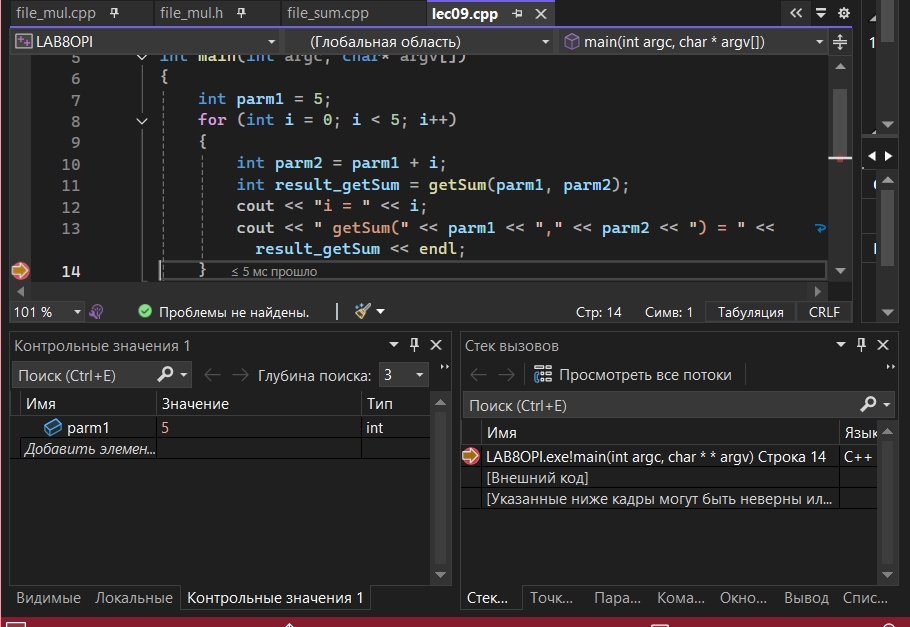 file_mul.cpp file_mul.h file_sum.cpp lec09.cpp
LAB8OPI (Глобальная область) main(int argc, char * argv[])
5 int main(int argc, char* argv[])
6 {
7 int parm1 = 5;
8 for (int i = 0; i < 5; i++)
9 {
10 int parm2 = parm1 + i;
11 int result_getSum = getSum(parm1, parm2);
12 cout << "i = " << i;
13 cout << " getSum(" << parm1 << "," << parm2 << ") = " <<
result_getSum << endl;
14 } ≤ 5 мс прошло
101 % Проблемы не найдены. Стр: 14 Симв: 1 Табуляция CRLF
Контрольные значения 1
Поиск (Ctrl+E) Глубина поиска: 3
Имя Значение Тип
parm1 5 int
Добавить элемен...
Видимые Локальные Контрольные значения 1
Стек вызовов
Просмотреть все потоки
Поиск (Ctrl+E)
Имя Язык
LAB8OPI.exe!main(int argc, char * * argv) Строка 14 C++
[Внешний код]
[Указанные ниже кадры могут быть неверны ил...
Стек... Точк... Пара... Кома... Окно... Вывод Спис...